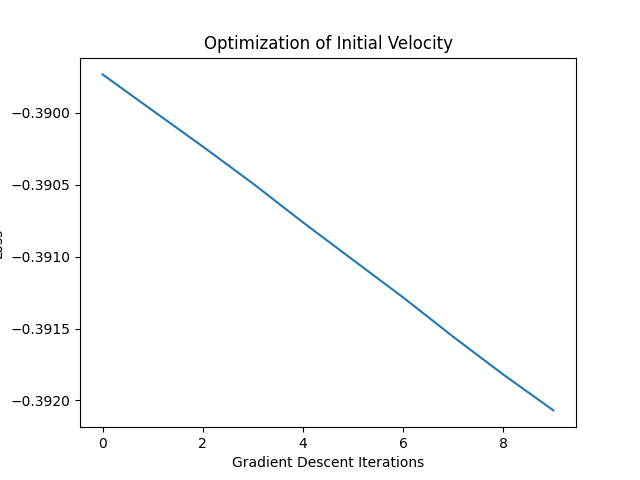 Optimization of Initial Velocity
−0.3900
−0.3905
−0.3910
−0.3915
−0.3920
Loss
0 2 4 6 8
Gradient Descent Iterations